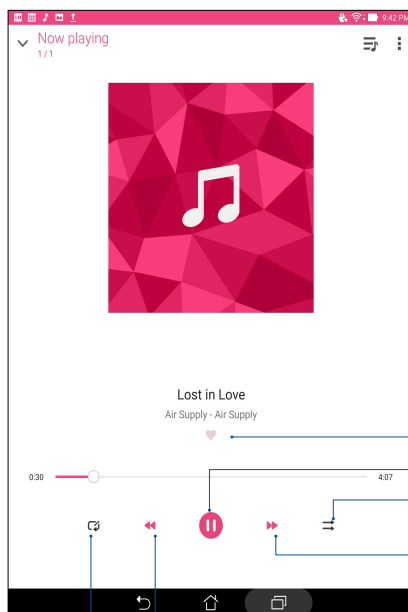 9:42 PM
Now playing
1 / 1
Lost in Love
Air Supply - Air Supply
0:30
4:07